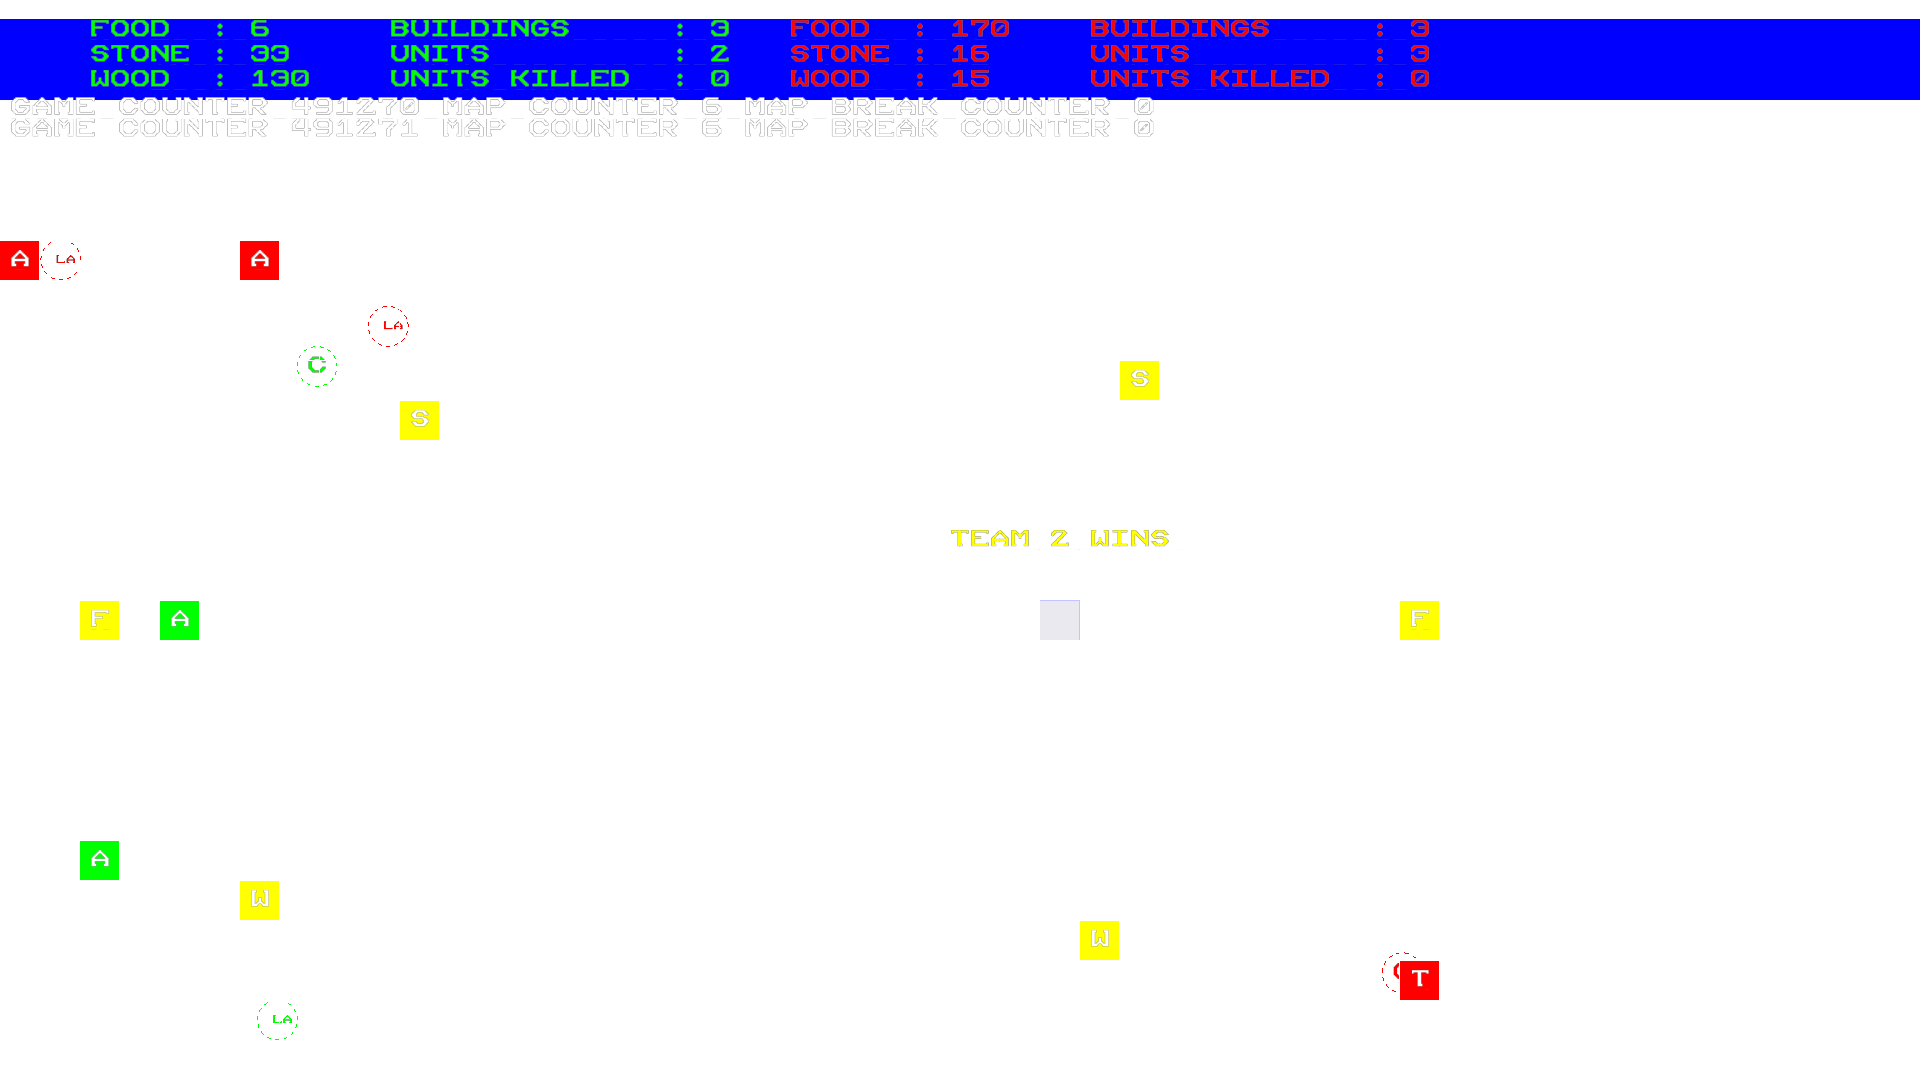 FOOD : 6 BUILDINGS : 3 FOOD : 170 BUILDINGS : 3
STONE : 33 UNITS : 2 STONE : 16 UNITS : 3
WOOD : 130 UNITS KILLED : 0 WOOD : 15 UNITS KILLED : 0
GAME COUNTER 491270 MAP COUNTER 6 MAP BREAK COUNTER 0
GAME COUNTER 491271 MAP COUNTER 6 MAP BREAK COUNTER 0
A LA A
LA
C
S
S
TEAM 2 WINS
F A F
A
W
W
T
LA